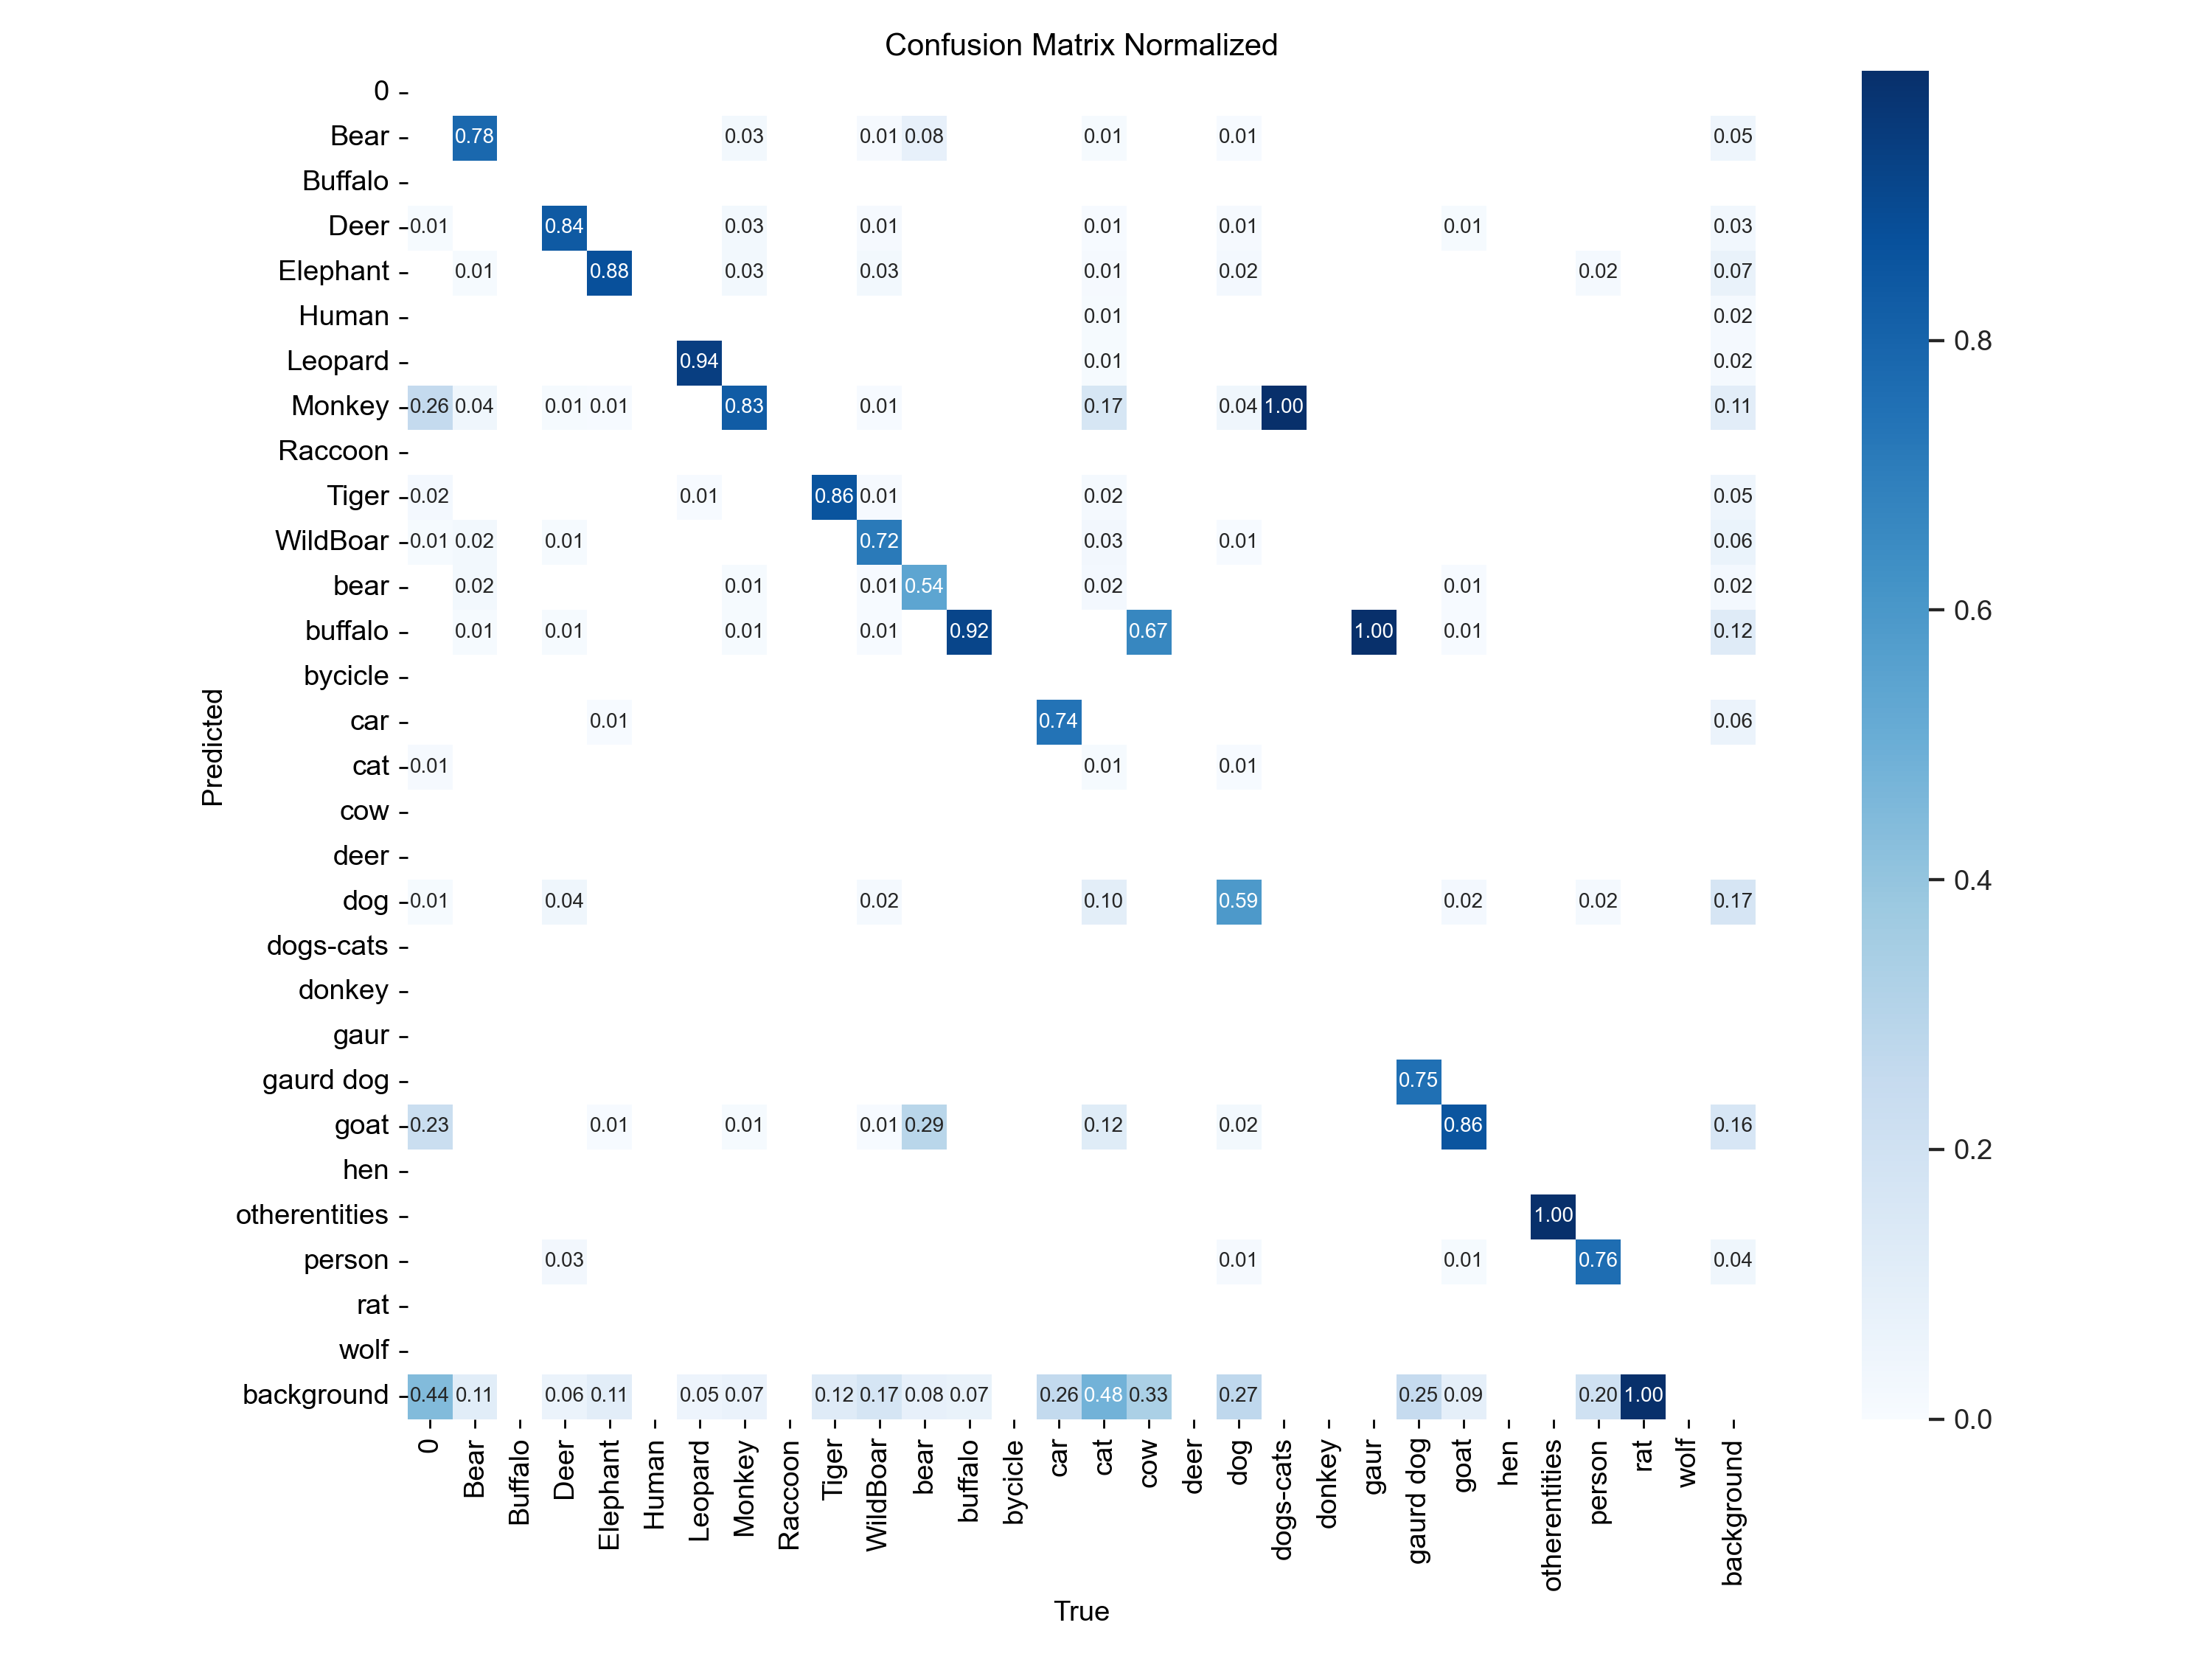 Confusion Matrix Normalized
0
Bear 0.78 0.03 0.01 0.08 0.01 0.01 0.05
Buffalo
Deer 0.01 0.84 0.03 0.01 0.01 0.01 0.01 0.03
Elephant 0.01 0.88 0.03 0.03 0.01 0.02 0.02 0.07
Human 0.01 0.02
Leopard 0.94 0.01 0.02
Monkey 0.26 0.04 0.01 0.01 0.83 0.01 0.17 0.04 1.00 0.11
Raccoon
Tiger 0.02 0.01 0.86 0.01 0.02 0.05
WildBoar 0.01 0.02 0.01 0.72 0.03 0.01 0.06
bear 0.02 0.01 0.01 0.54 0.02 0.01 0.02
buffalo 0.01 0.01 0.01 0.01 0.92 0.67 1.00 0.01 0.12
bycicle
car 0.01 0.74 0.06
cat 0.01 0.01 0.01
cow
deer
dog 0.01 0.04 0.02 0.10 0.59 0.02 0.02 0.17
dogs-cats
donkey
gaur
gaurd dog 0.75
goat 0.23 0.01 0.01 0.01 0.29 0.12 0.02 0.86 0.16
hen
otherentities 1.00
person 0.03 0.01 0.01 0.76 0.04
rat
wolf
background 0.44 0.11 0.06 0.11 0.05 0.07 0.12 0.17 0.08 0.07 0.26 0.48 0.33 0.27 0.25 0.09 0.20 1.00
Predicted
0
Bear
Buffalo
Deer
Elephant
Human
Leopard
Monkey
Raccoon
Tiger
WildBoar
bear
buffalo
bycicle
car
cat
cow
deer
dog
dogs-cats
donkey
gaur
gaurd dog
goat
hen
otherentities
person
rat
wolf
background
True
0.8
0.6
0.4
0.2
0.0